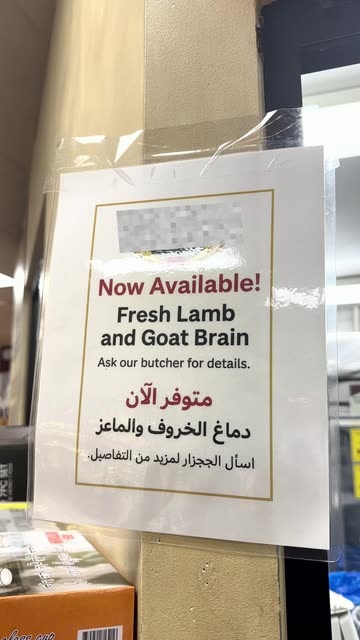 Now Available!
Fresh Lamb
and Goat Brain
Ask our butcher for details.
متوفر الآن
دماغ الخروف والماعز
اسأل الججزار لمزيد من التفاصيل.